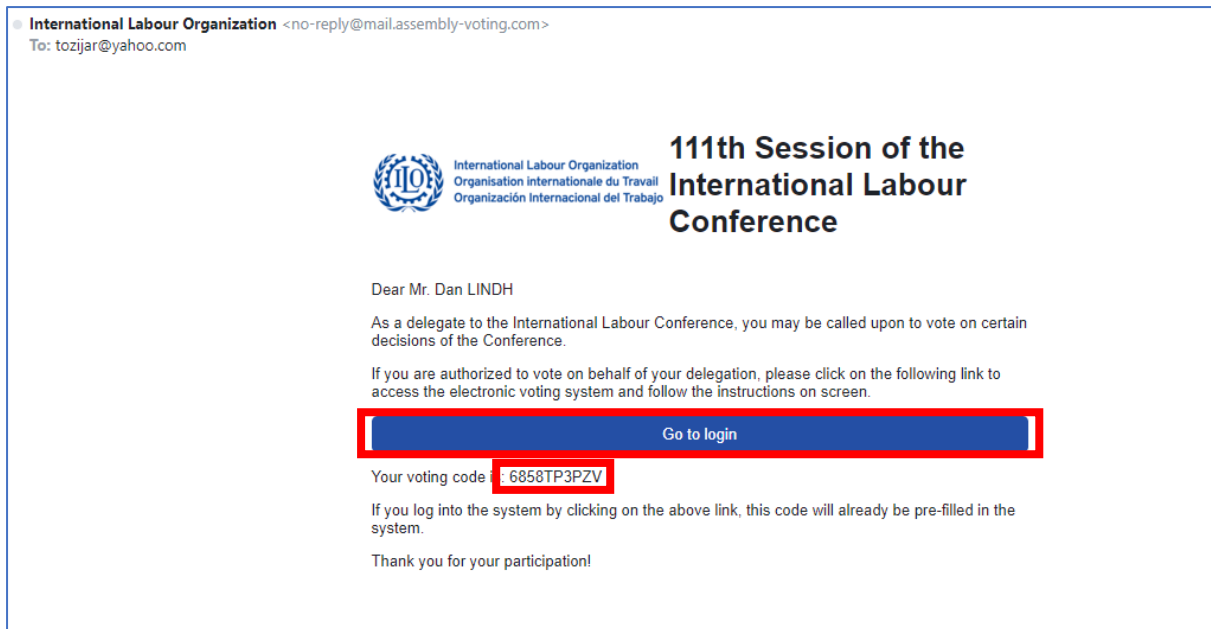 International Labour Organization <no-reply@mail.assembly-voting.com>
To: tozijar@yahoo.com
ILO
International Labour Organization
Organisation internationale du Travail
Organización Internacional del Trabajo
111th Session of the
International Labour
Conference
Dear Mr. Dan LINDH
As a delegate to the International Labour Conference, you may be called upon to vote on certain
decisions of the Conference.
If you are authorized to vote on behalf of your delegation, please click on the following link to
access the electronic voting system and follow the instructions on screen.
Go to login
Your voting code i : 6858TP3PZV
If you log into the system by clicking on the above link, this code will already be pre-filled in the
system.
Thank you for your participation!